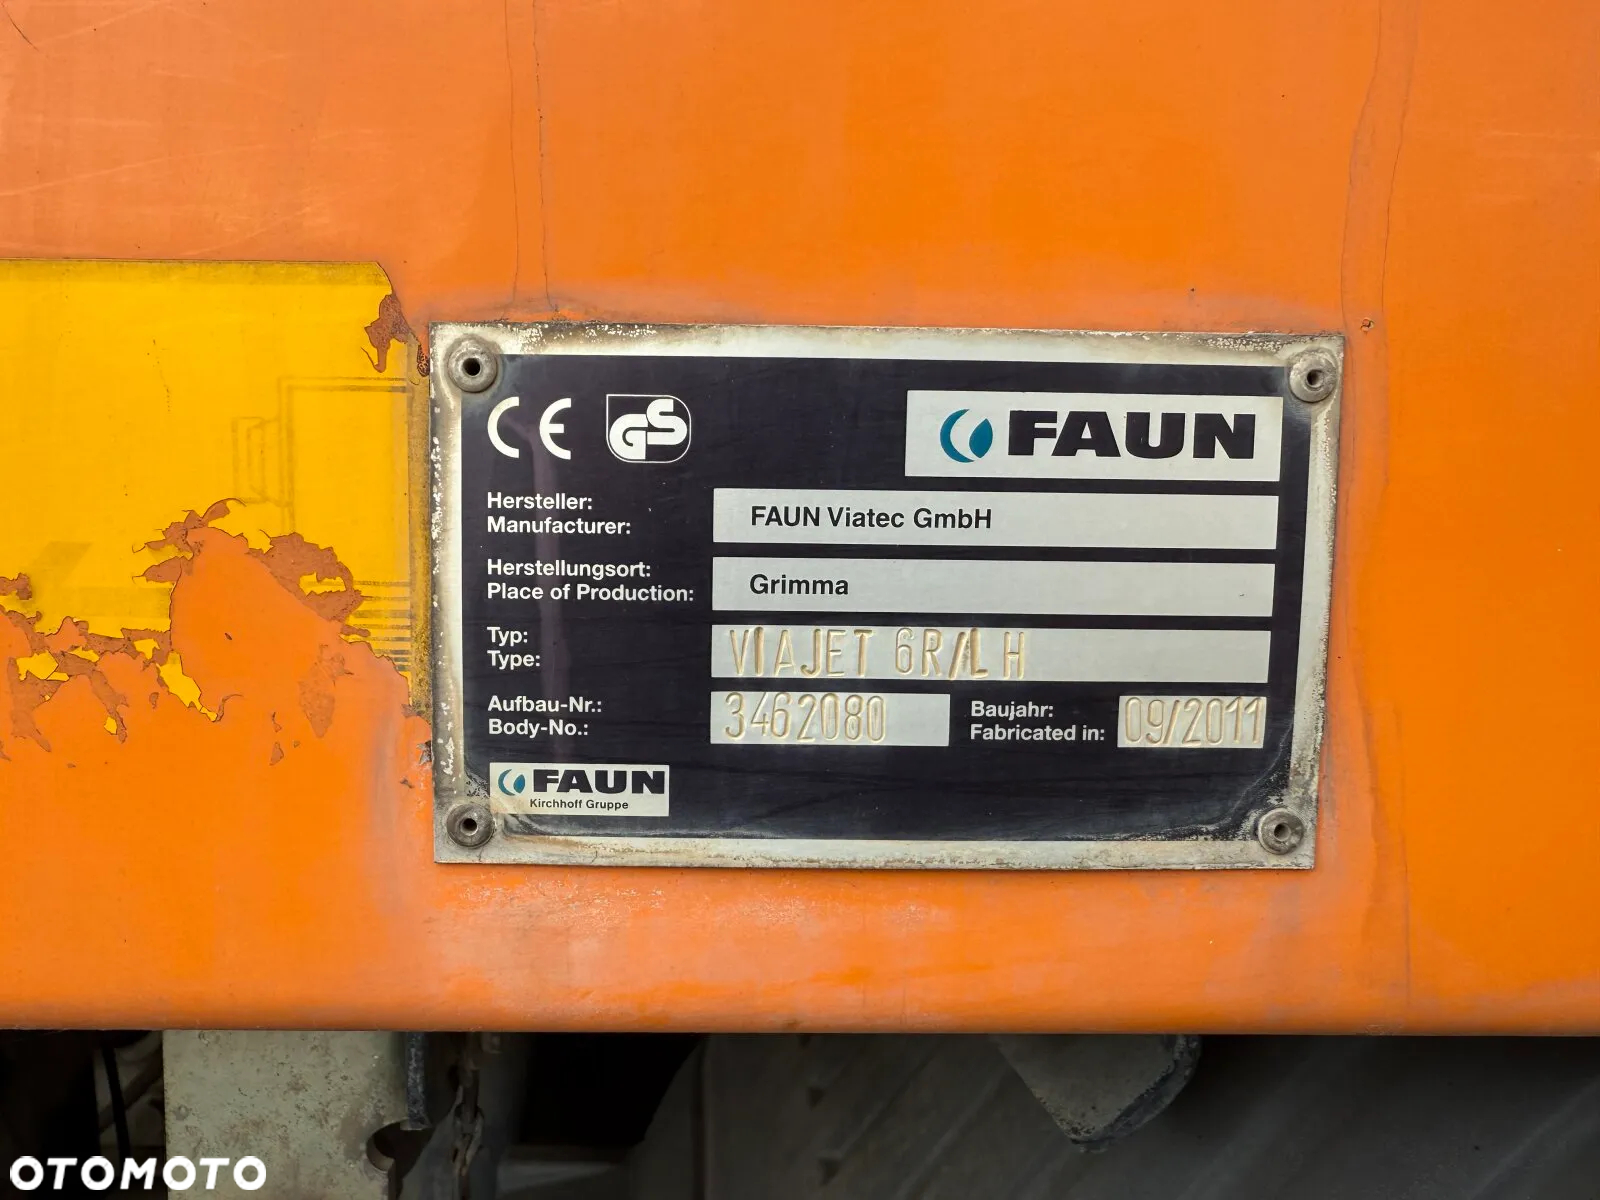 CE GS FAUN
Hersteller:
Manufacturer: FAUN Viatec GmbH
Herstellungsort:
Place of Production: Grimma
Typ:
Type: VIAJET 6R/L H
Aufbau-Nr.:
Body-No.: 3462080
Baujahr:
Fabricated in: 09/2011
FAUN
Kirchhoff Gruppe
OTOMOTO